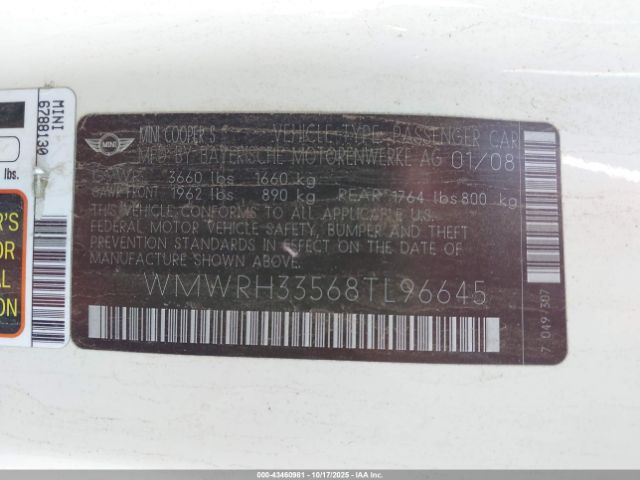 MINI COOPER S VEHICLE TYPE: PASSENGER CAR
MFD BY: BAYERISCHE MOTORENWERKE AG 01/08
GVWR 3660 lbs 1660 kg
GAWR FRONT 1962 lbs 890 kg REAR 1764 lbs 800 kg
THIS VEHICLE CONFORMS TO ALL APPLICABLE U.S.
FEDERAL MOTOR VEHICLE SAFETY, BUMPER AND THEFT
PREVENTION STANDARDS IN EFFECT ON THE DATE
OF MANUFACTURE SHOWN ABOVE.
WMWRH33568TL96645
7 049 307
MINI
6788130
lbs.
000-43460961 | 10/17/2025 | IAA